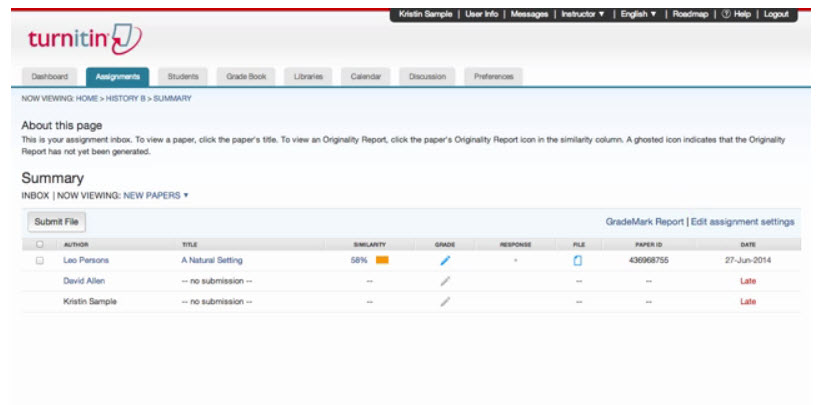 Kristin Sample | User Info | Messages | Instructor ▼ | English ▼ | Roadmap | ? Help | Logout
turnitin
Dashboard Assignments Students Grade Book Libraries Calendar Discussion Preferences
NOW VIEWING: HOME > HISTORY B > SUMMARY
About this page
This is your assignment inbox. To view a paper, click the paper's title. To view an Originality Report, click the paper's Originality Report icon in the similarity column. A ghosted icon indicates that the Originality
Report has not yet been generated.
Summary
INBOX | NOW VIEWING: NEW PAPERS ▼
Submit File GradeMark Report | Edit assignment settings
AUTHOR TITLE SIMILARITY GRADE RESPONSE FILE PAPER ID DATE
Leo Persons A Natural Setting 58% 436968755 27-Jun-2014
David Allen -- no submission -- -- -- -- Late
Kristin Sample -- no submission -- -- -- -- Late